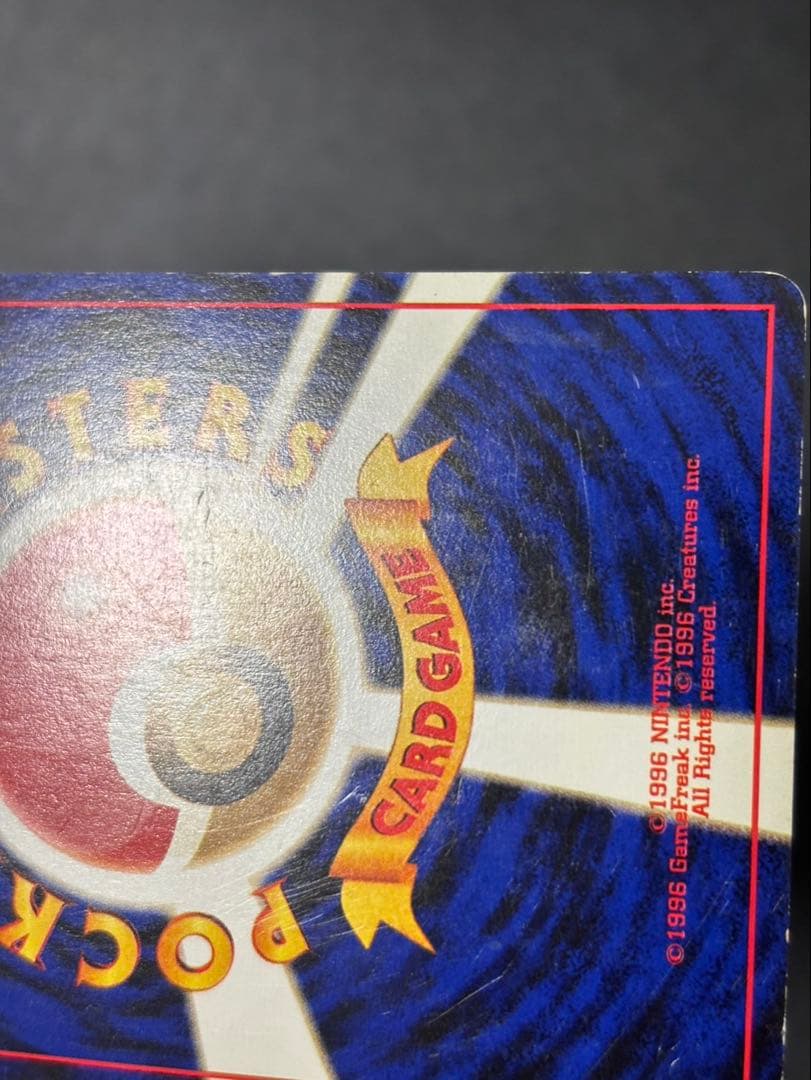 POCK
STERS
CARD GAME
©1996 NINTENDO inc.
©1996 GameFreak inc. ©1996 Creatures inc.
All Rights reserved.